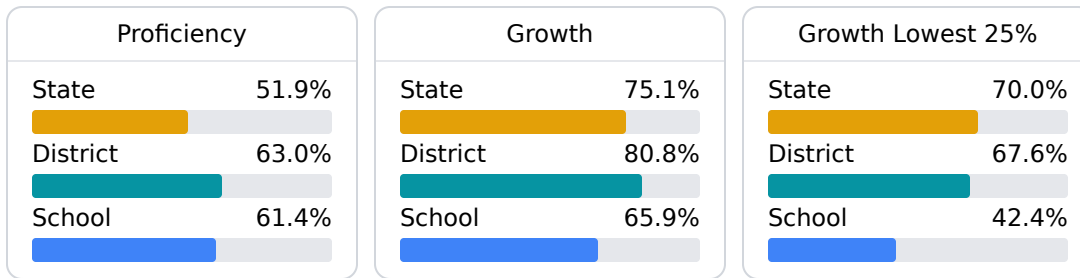 Proficiency
State 51.9%
District 63.0%
School 61.4%
Growth
State 75.1%
District 80.8%
School 65.9%
Growth Lowest 25%
State 70.0%
District 67.6%
School 42.4%